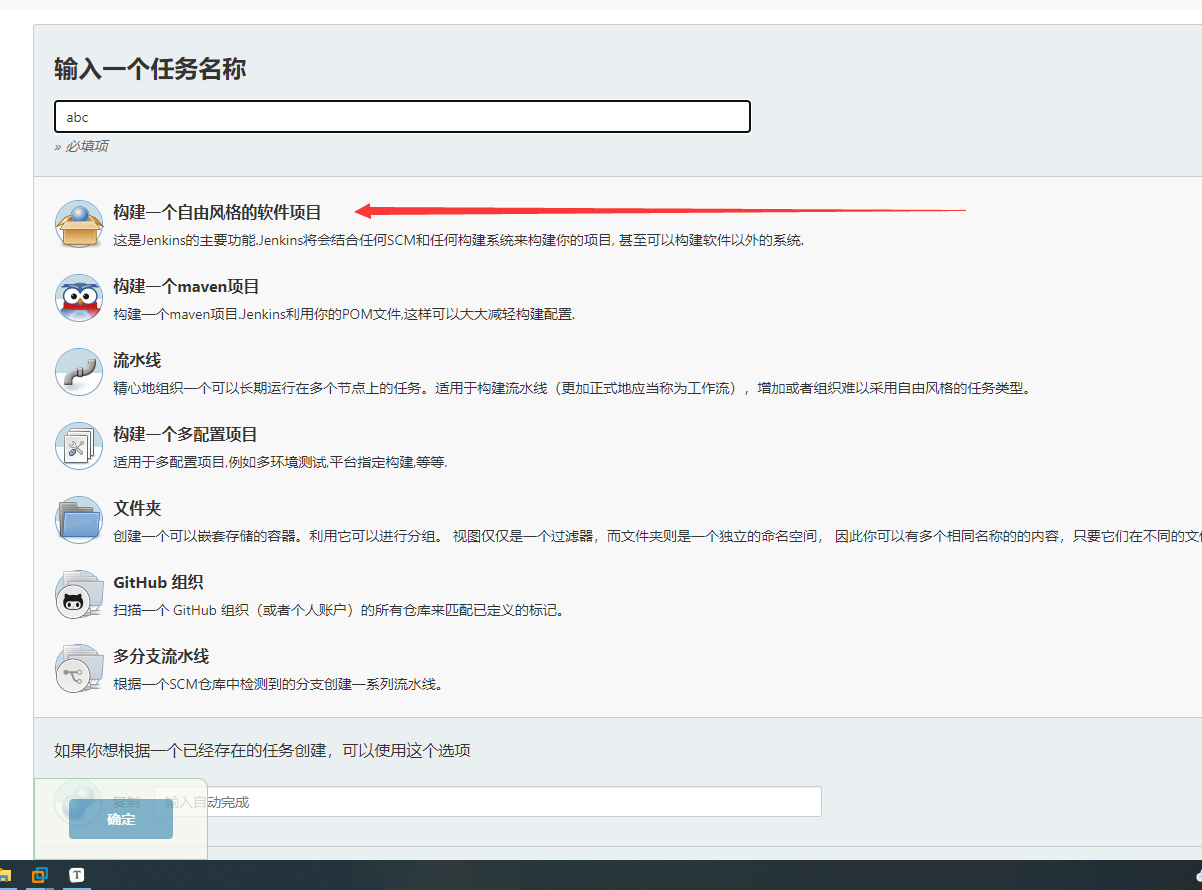 输入一个任务名称
abc
» 必填项
构建一个自由风格的软件项目
这是Jenkins的主要功能.Jenkins将会结合任何SCM和任何构建系统来构建你的项目, 甚至可以构建软件以外的系统.
构建一个maven项目
构建一个maven项目.Jenkins利用你的POM文件,这样可以大大减轻构建配置.
流水线
精心地组织一个可以长期运行在多个节点上的任务。适用于构建流水线（更加正式地应当称为工作流），增加或者组织难以采用自由风格的任务类型。
构建一个多配置项目
适用于多配置项目,例如多环境测试,平台指定构建,等等.
文件夹
创建一个可以嵌套存储的容器。利用它可以进行分组。 视图仅仅是一个过滤器，而文件夹则是一个独立的命名空间， 因此你可以有多个相同名称的的内容，只要它们在不同的文
GitHub 组织
扫描一个 GitHub 组织（或者个人账户）的所有仓库来匹配已定义的标记。
多分支流水线
根据一个SCM仓库中检测到的分支创建一系列流水线。
如果你想根据一个已经存在的任务创建，可以使用这个选项
复制 输入自动完成
确定
T